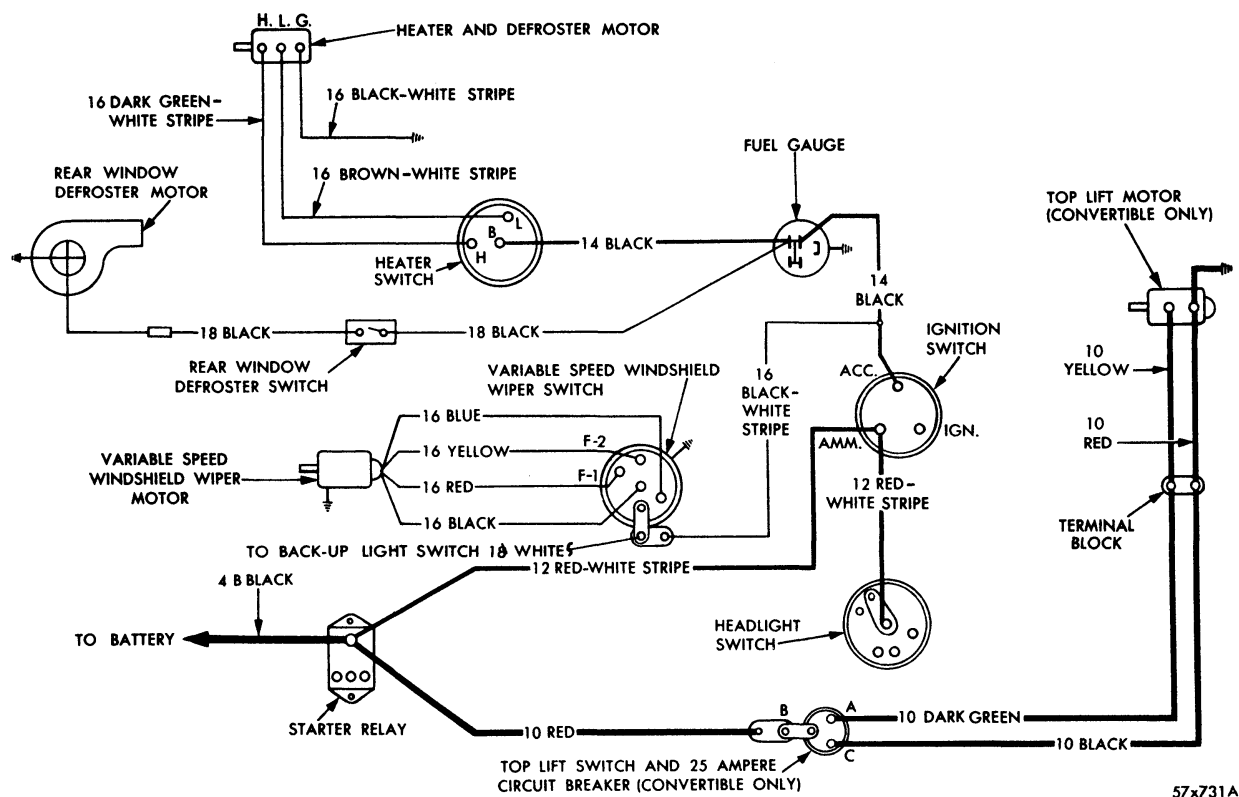 H. L. G.
HEATER AND DEFROSTER MOTOR
16 DARK GREEN-
WHITE STRIPE
16 BLACK-WHITE STRIPE
FUEL GAUGE
REAR WINDOW
DEFROSTER MOTOR
16 BROWN-WHITE STRIPE
TOP LIFT MOTOR
(CONVERTIBLE ONLY)
L
B
H
14 BLACK
HEATER
SWITCH
14
BLACK
18 BLACK
18 BLACK
IGNITION
SWITCH
REAR WINDOW
DEFROSTER SWITCH
VARIABLE SPEED WINDSHIELD
WIPER SWITCH
ACC.
16
BLACK-
WHITE
STRIPE
10
YELLOW
16 BLUE
F-2
16 YELLOW
AMM.
IGN.
10
RED
VARIABLE SPEED
WINDSHIELD WIPER
MOTOR
F-1
16 RED
12 RED-
WHITE STRIPE
16 BLACK
TERMINAL
BLOCK
TO BACK-UP LIGHT SWITCH 18 WHITE
12 RED-WHITE STRIPE
4 B BLACK
TO BATTERY
HEADLIGHT
SWITCH
STARTER RELAY
10 RED
B
A
10 DARK GREEN
C
10 BLACK
TOP LIFT SWITCH AND 25 AMPERE
CIRCUIT BREAKER (CONVERTIBLE ONLY)
57x731A